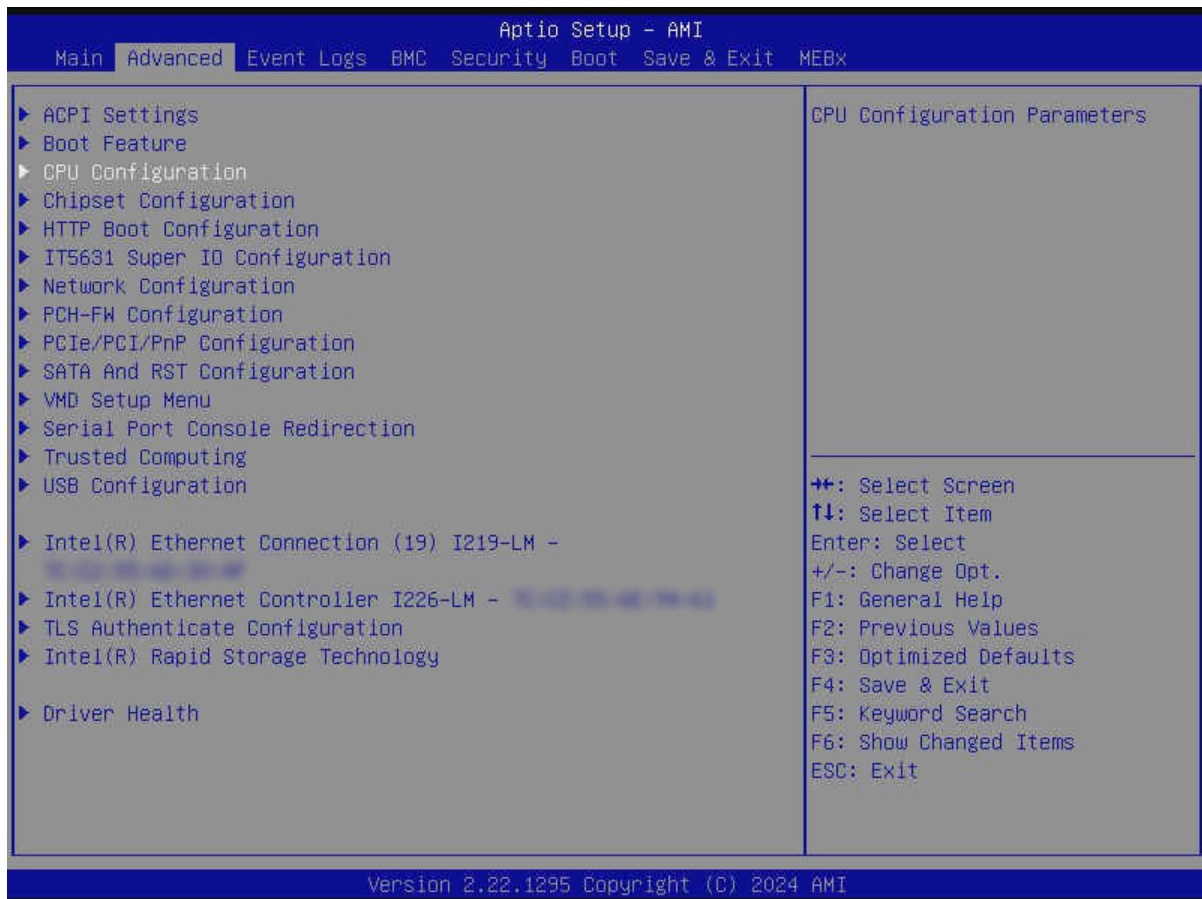 Aptio Setup - AMI
Main Advanced Event Logs BMC Security Boot Save & Exit MEBx
▶ ACPI Settings
▶ Boot Feature
▶ CPU Configuration
▶ Chipset Configuration
▶ HTTP Boot Configuration
▶ IT5631 Super IO Configuration
▶ Network Configuration
▶ PCH-FW Configuration
▶ PCIe/PCI/PnP Configuration
▶ SATA And RST Configuration
▶ VMD Setup Menu
▶ Serial Port Console Redirection
▶ Trusted Computing
▶ USB Configuration
▶ Intel(R) Ethernet Connection (19) I219-LM -
▶ Intel(R) Ethernet Controller I226-LM -
▶ TLS Authenticate Configuration
▶ Intel(R) Rapid Storage Technology
▶ Driver Health
CPU Configuration Parameters
→←: Select Screen
↑↓: Select Item
Enter: Select
+/-: Change Opt.
F1: General Help
F2: Previous Values
F3: Optimized Defaults
F4: Save & Exit
F5: Keyword Search
F6: Show Changed Items
ESC: Exit
Version 2.22.1295 Copyright (C) 2024 AMI